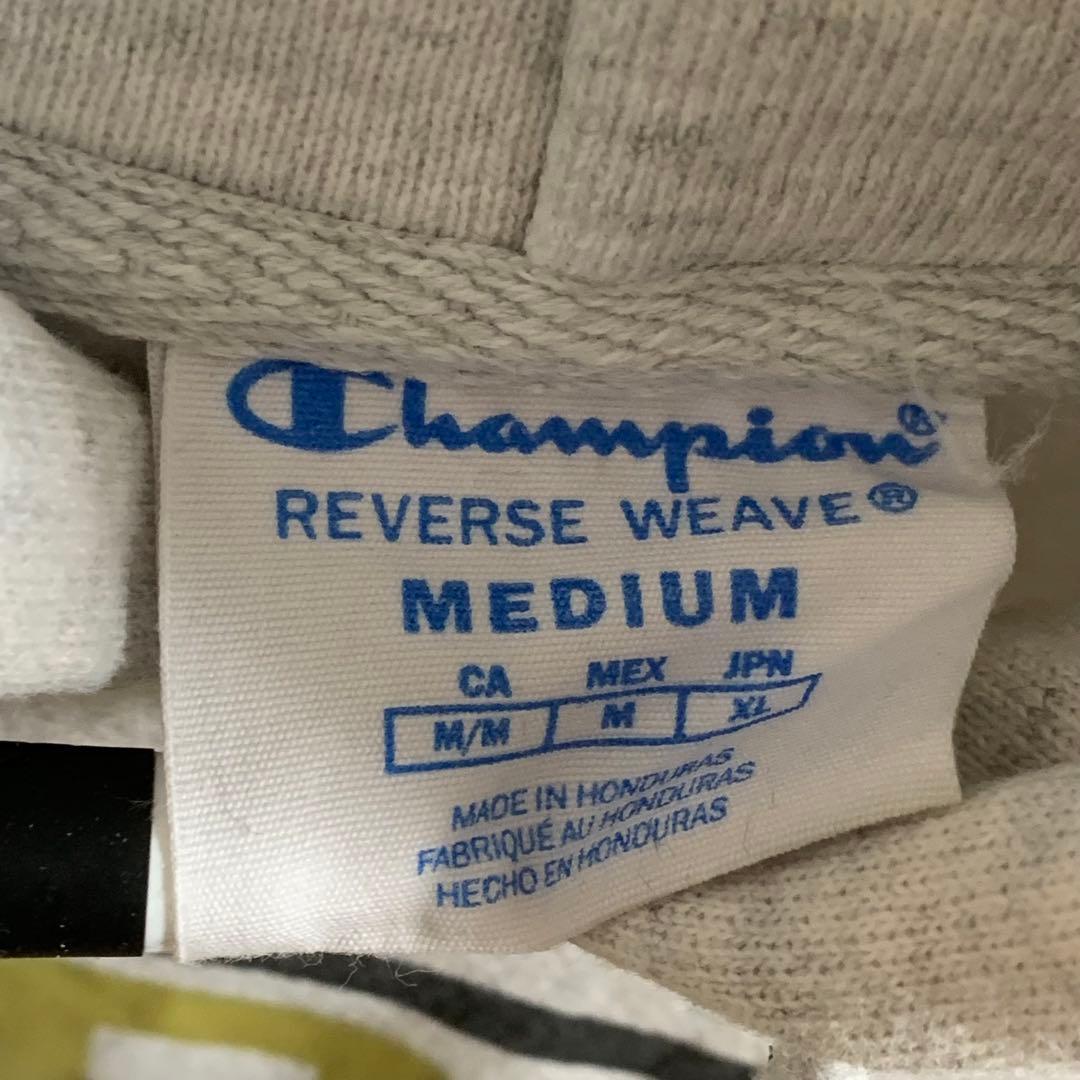 Champion®
REVERSE WEAVE®
MEDIUM
CA MEX JPN
M/M M XL
MADE IN HONDURAS
FABRIQUÉ AU HONDURAS
HECHO EN HONDURAS